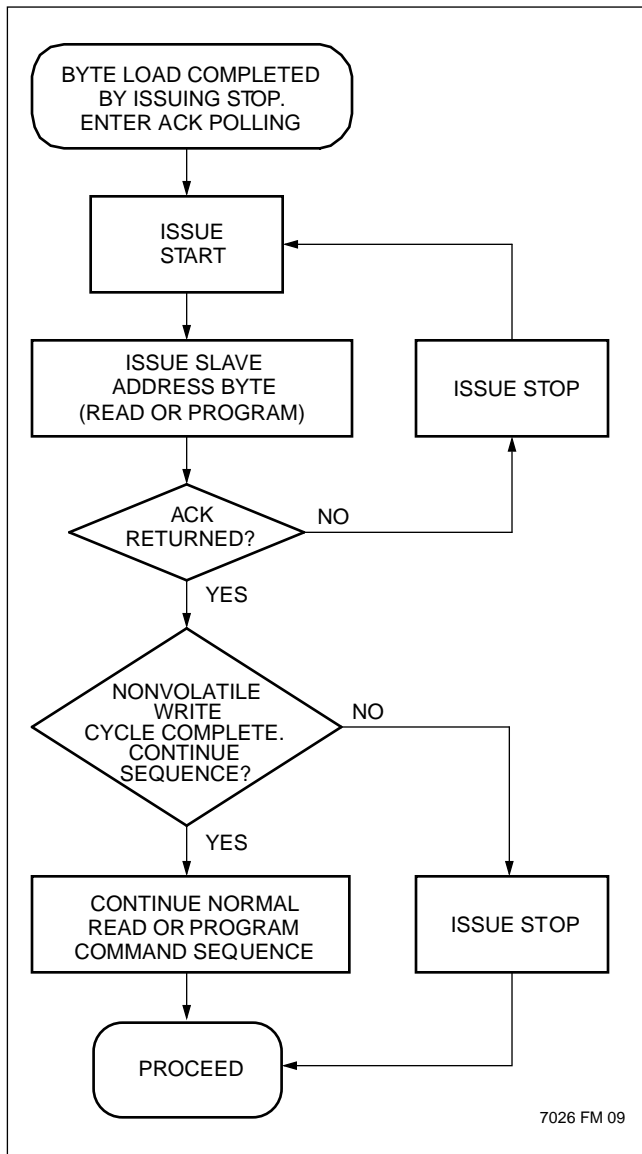 BYTE LOAD COMPLETED
BY ISSUING STOP.
ENTER ACK POLLING
ISSUE
START
ISSUE SLAVE
ADDRESS BYTE
(READ OR PROGRAM)
ISSUE STOP
ACK
RETURNED?
NO
YES
NONVOLATILE
WRITE
CYCLE COMPLETE.
CONTINUE
SEQUENCE?
NO
YES
CONTINUE NORMAL
READ OR PROGRAM
COMMAND SEQUENCE
ISSUE STOP
PROCEED
7026 FM 09